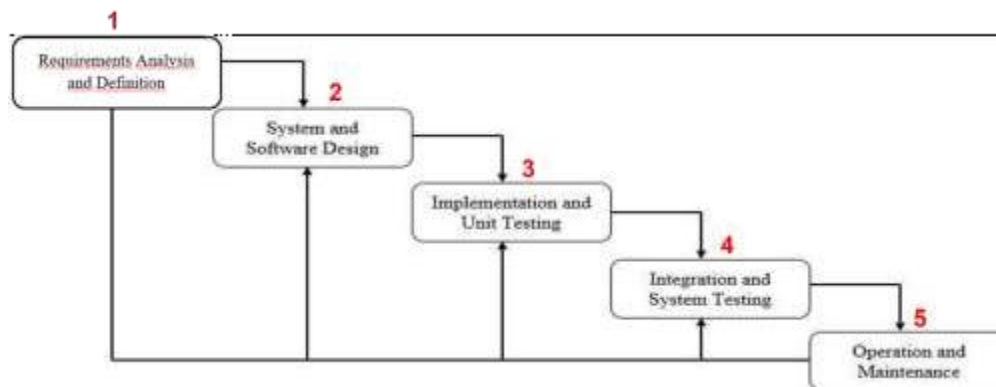 1
Requirements Analysis
and Definition
2
System and
Software Design
3
Implementation and
Unit Testing
4
Integration and
System Testing
5
Operation and
Maintenance